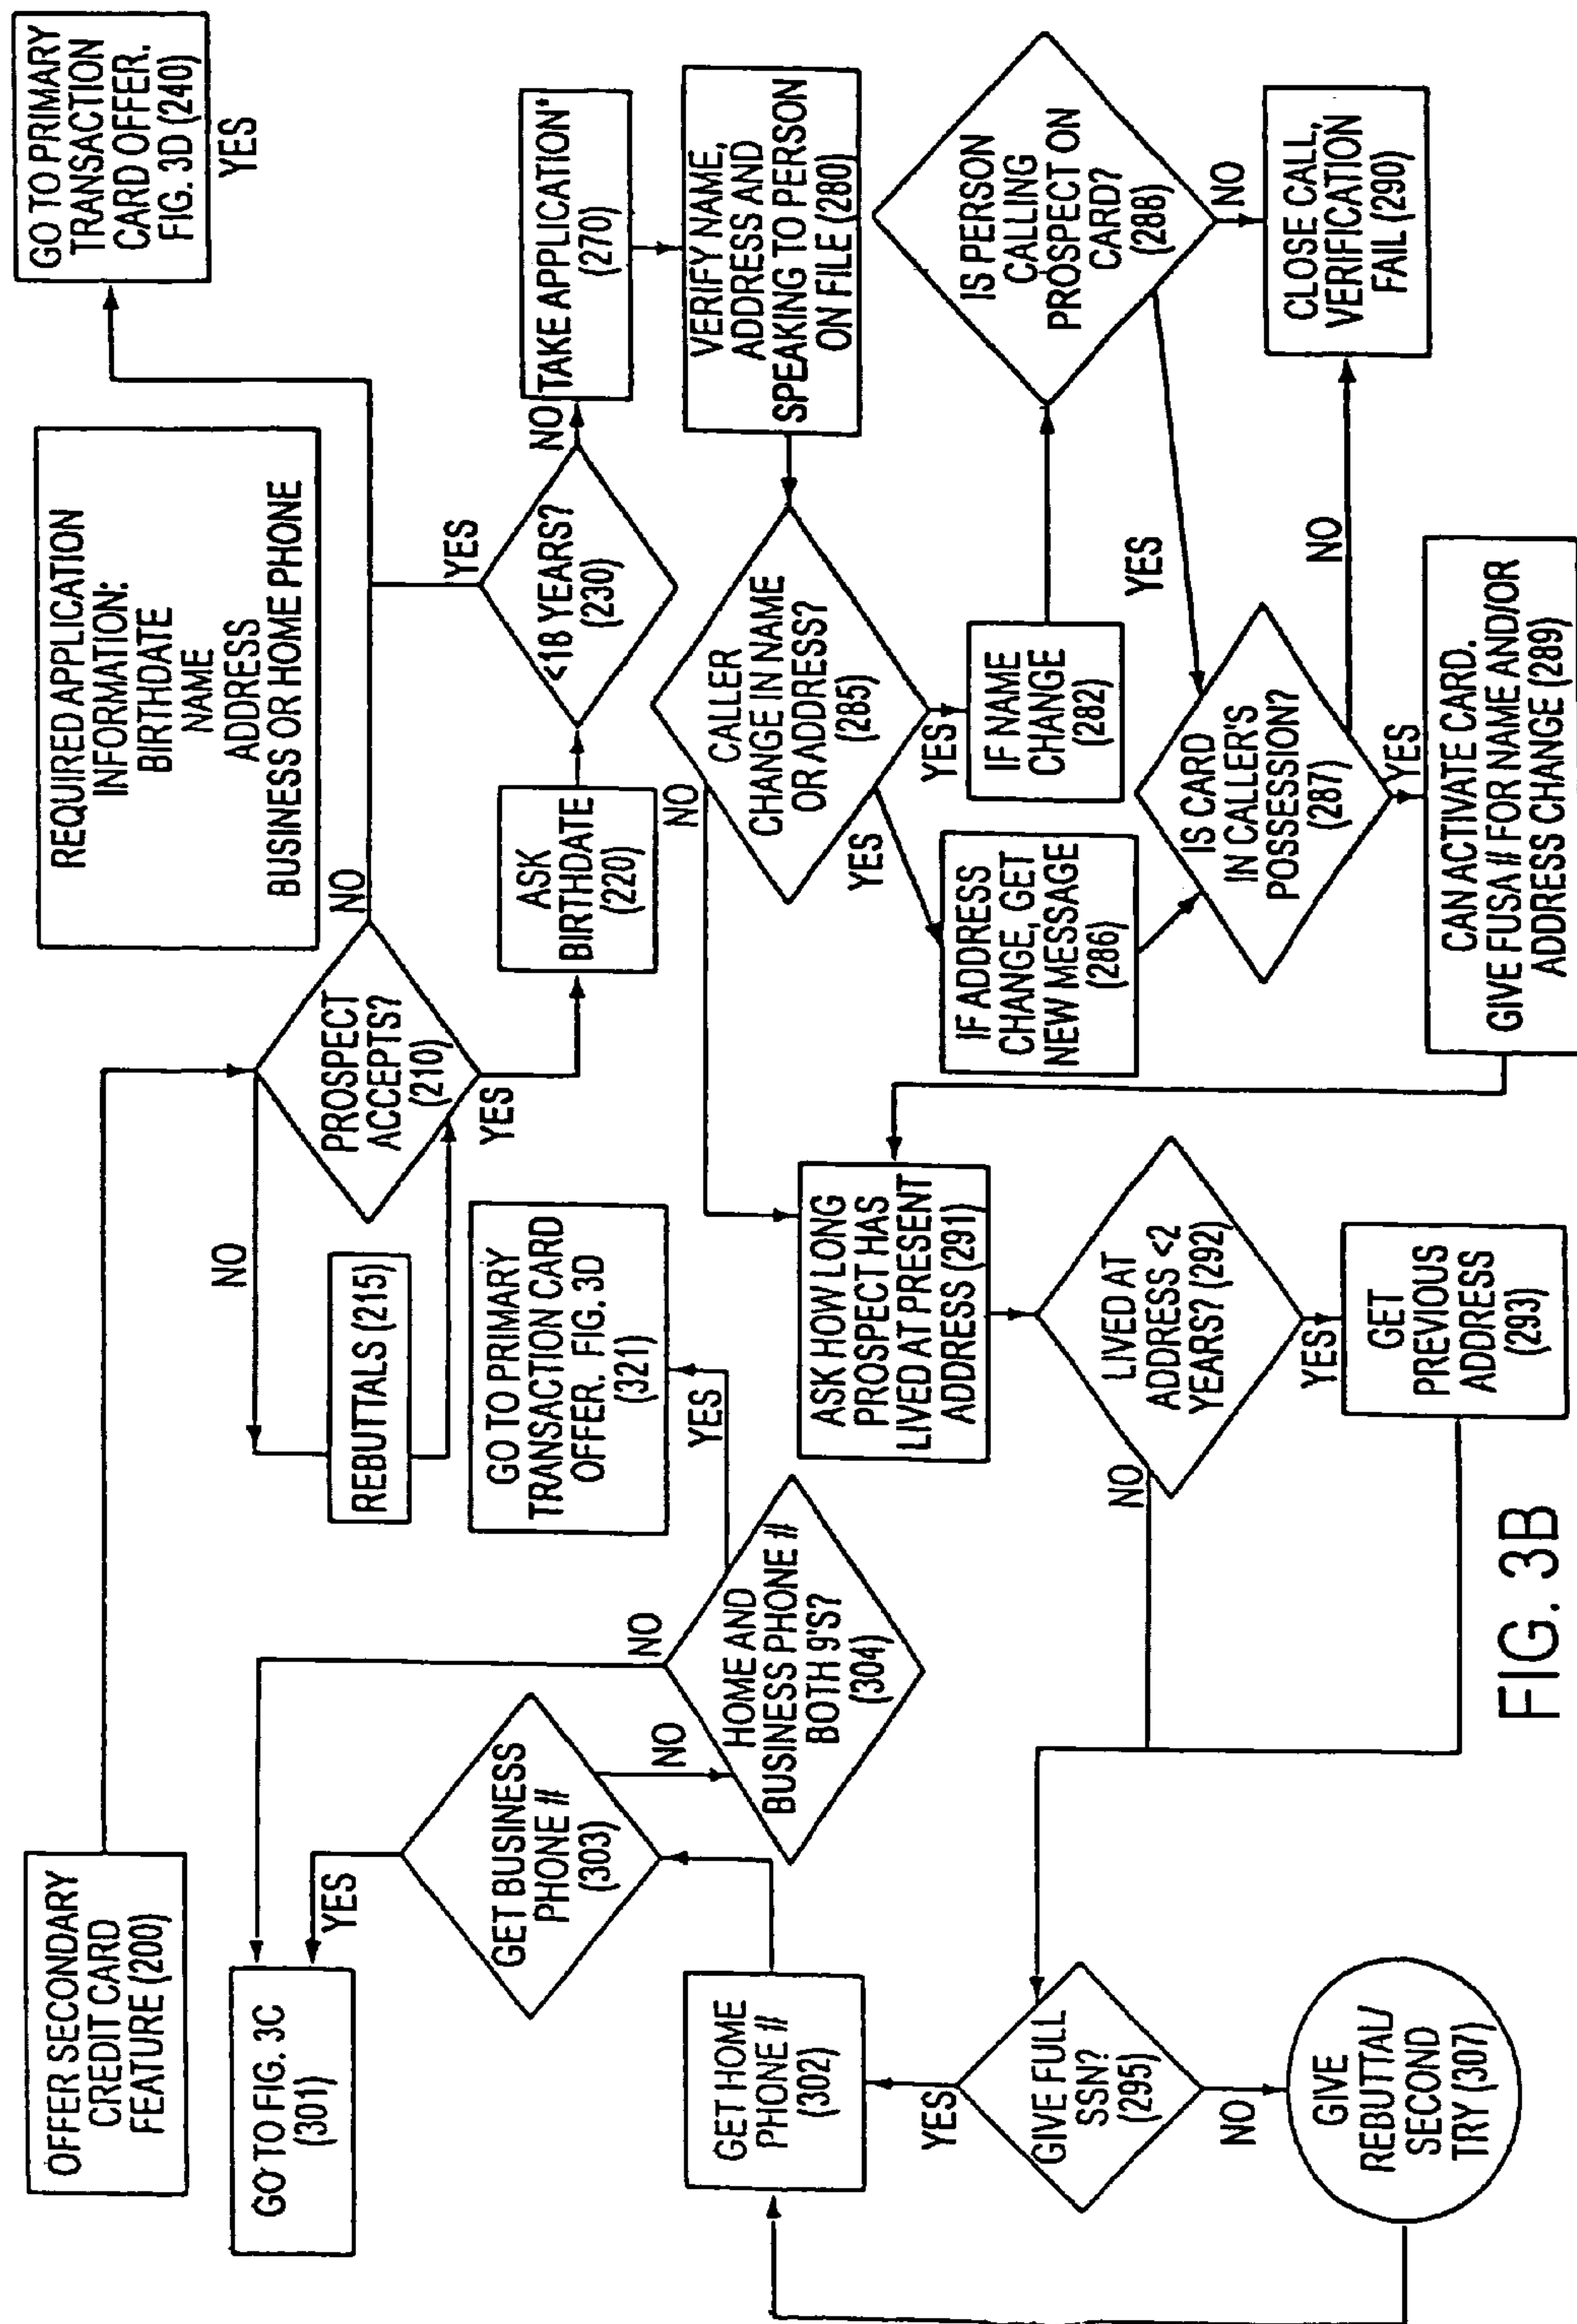 OFFER SECONDARY
CREDIT CARD
FEATURE (200)
GO TO FIG. 3C
(301)
YES
GET BUSINESS
PHONE #
(303)
NO
NO
HOME AND
BUSINESS PHONE #
BOTH 9'S?
(304)
YES
GO TO PRIMARY
TRANSACTION CARD
OFFER. FIG. 3D
(321)
REBUTTALS (215)
NO
PROSPECT
ACCEPTS?
(210)
NO
YES
REQUIRED APPLICATION
INFORMATION:
BIRTHDATE
NAME
ADDRESS
BUSINESS OR HOME PHONE
GO TO PRIMARY
TRANSACTION
CARD OFFER.
FIG. 3D (240)
YES
ASK
BIRTHDATE
(220)
YES
<18 YEARS?
(230)
NO
TAKE APPLICATION*
(270)
VERIFY NAME,
ADDRESS AND
SPEAKING TO PERSON
ON FILE (280)
CALLER
CHANGE IN NAME
OR ADDRESS?
(285)
NO
YES
YES
IF NAME
CHANGE
(282)
IF ADDRESS
CHANGE, GET
NEW MESSAGE
(286)
IS PERSON
CALLING
PROSPECT ON
CARD?
(288)
YES
NO
CLOSE CALL,
VERIFICATION
FAIL (290)
IS CARD
IN CALLER'S
POSSESSION?
(287)
NO
YES
CAN ACTIVATE CARD.
GIVE FUSA # FOR NAME AND/OR
ADDRESS CHANGE (289)
ASK HOW LONG
PROSPECT HAS
LIVED AT PRESENT
ADDRESS (291)
LIVED AT
ADDRESS <2
YEARS? (292)
NO
YES
GET
PREVIOUS
ADDRESS
(293)
GET HOME
PHONE #
(302)
YES
GIVE FULL
SSN?
(295)
NO
GIVE
REBUTTAL/
SECOND
TRY (307)
FIG. 3B